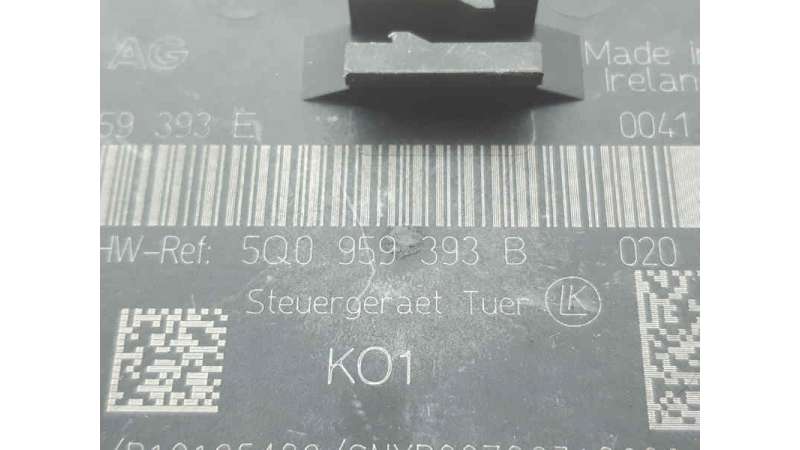 AG Made in
Irelan
59 393 E 0041
HW-Ref: 5Q0 959 393 B 020
Steuergeraet Tuer LK
KO1